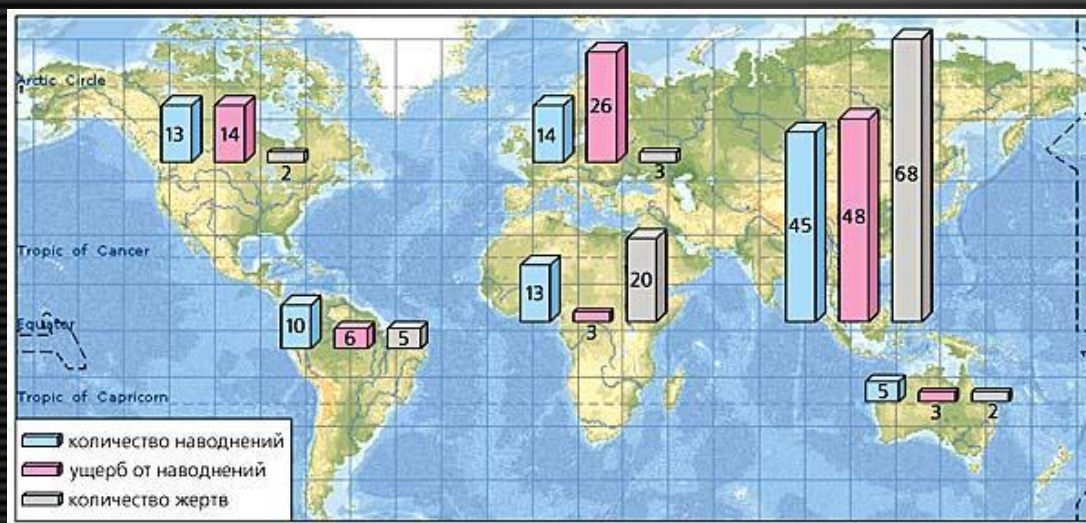 Arctic Circle
13
14
2
14
26
3
45
48
68
Tropic of Cancer
13
3
20
10
6
5
Equator
5
3
2
Tropic of Capricorn
количество наводнений
ущерб от наводнений
количество жертв